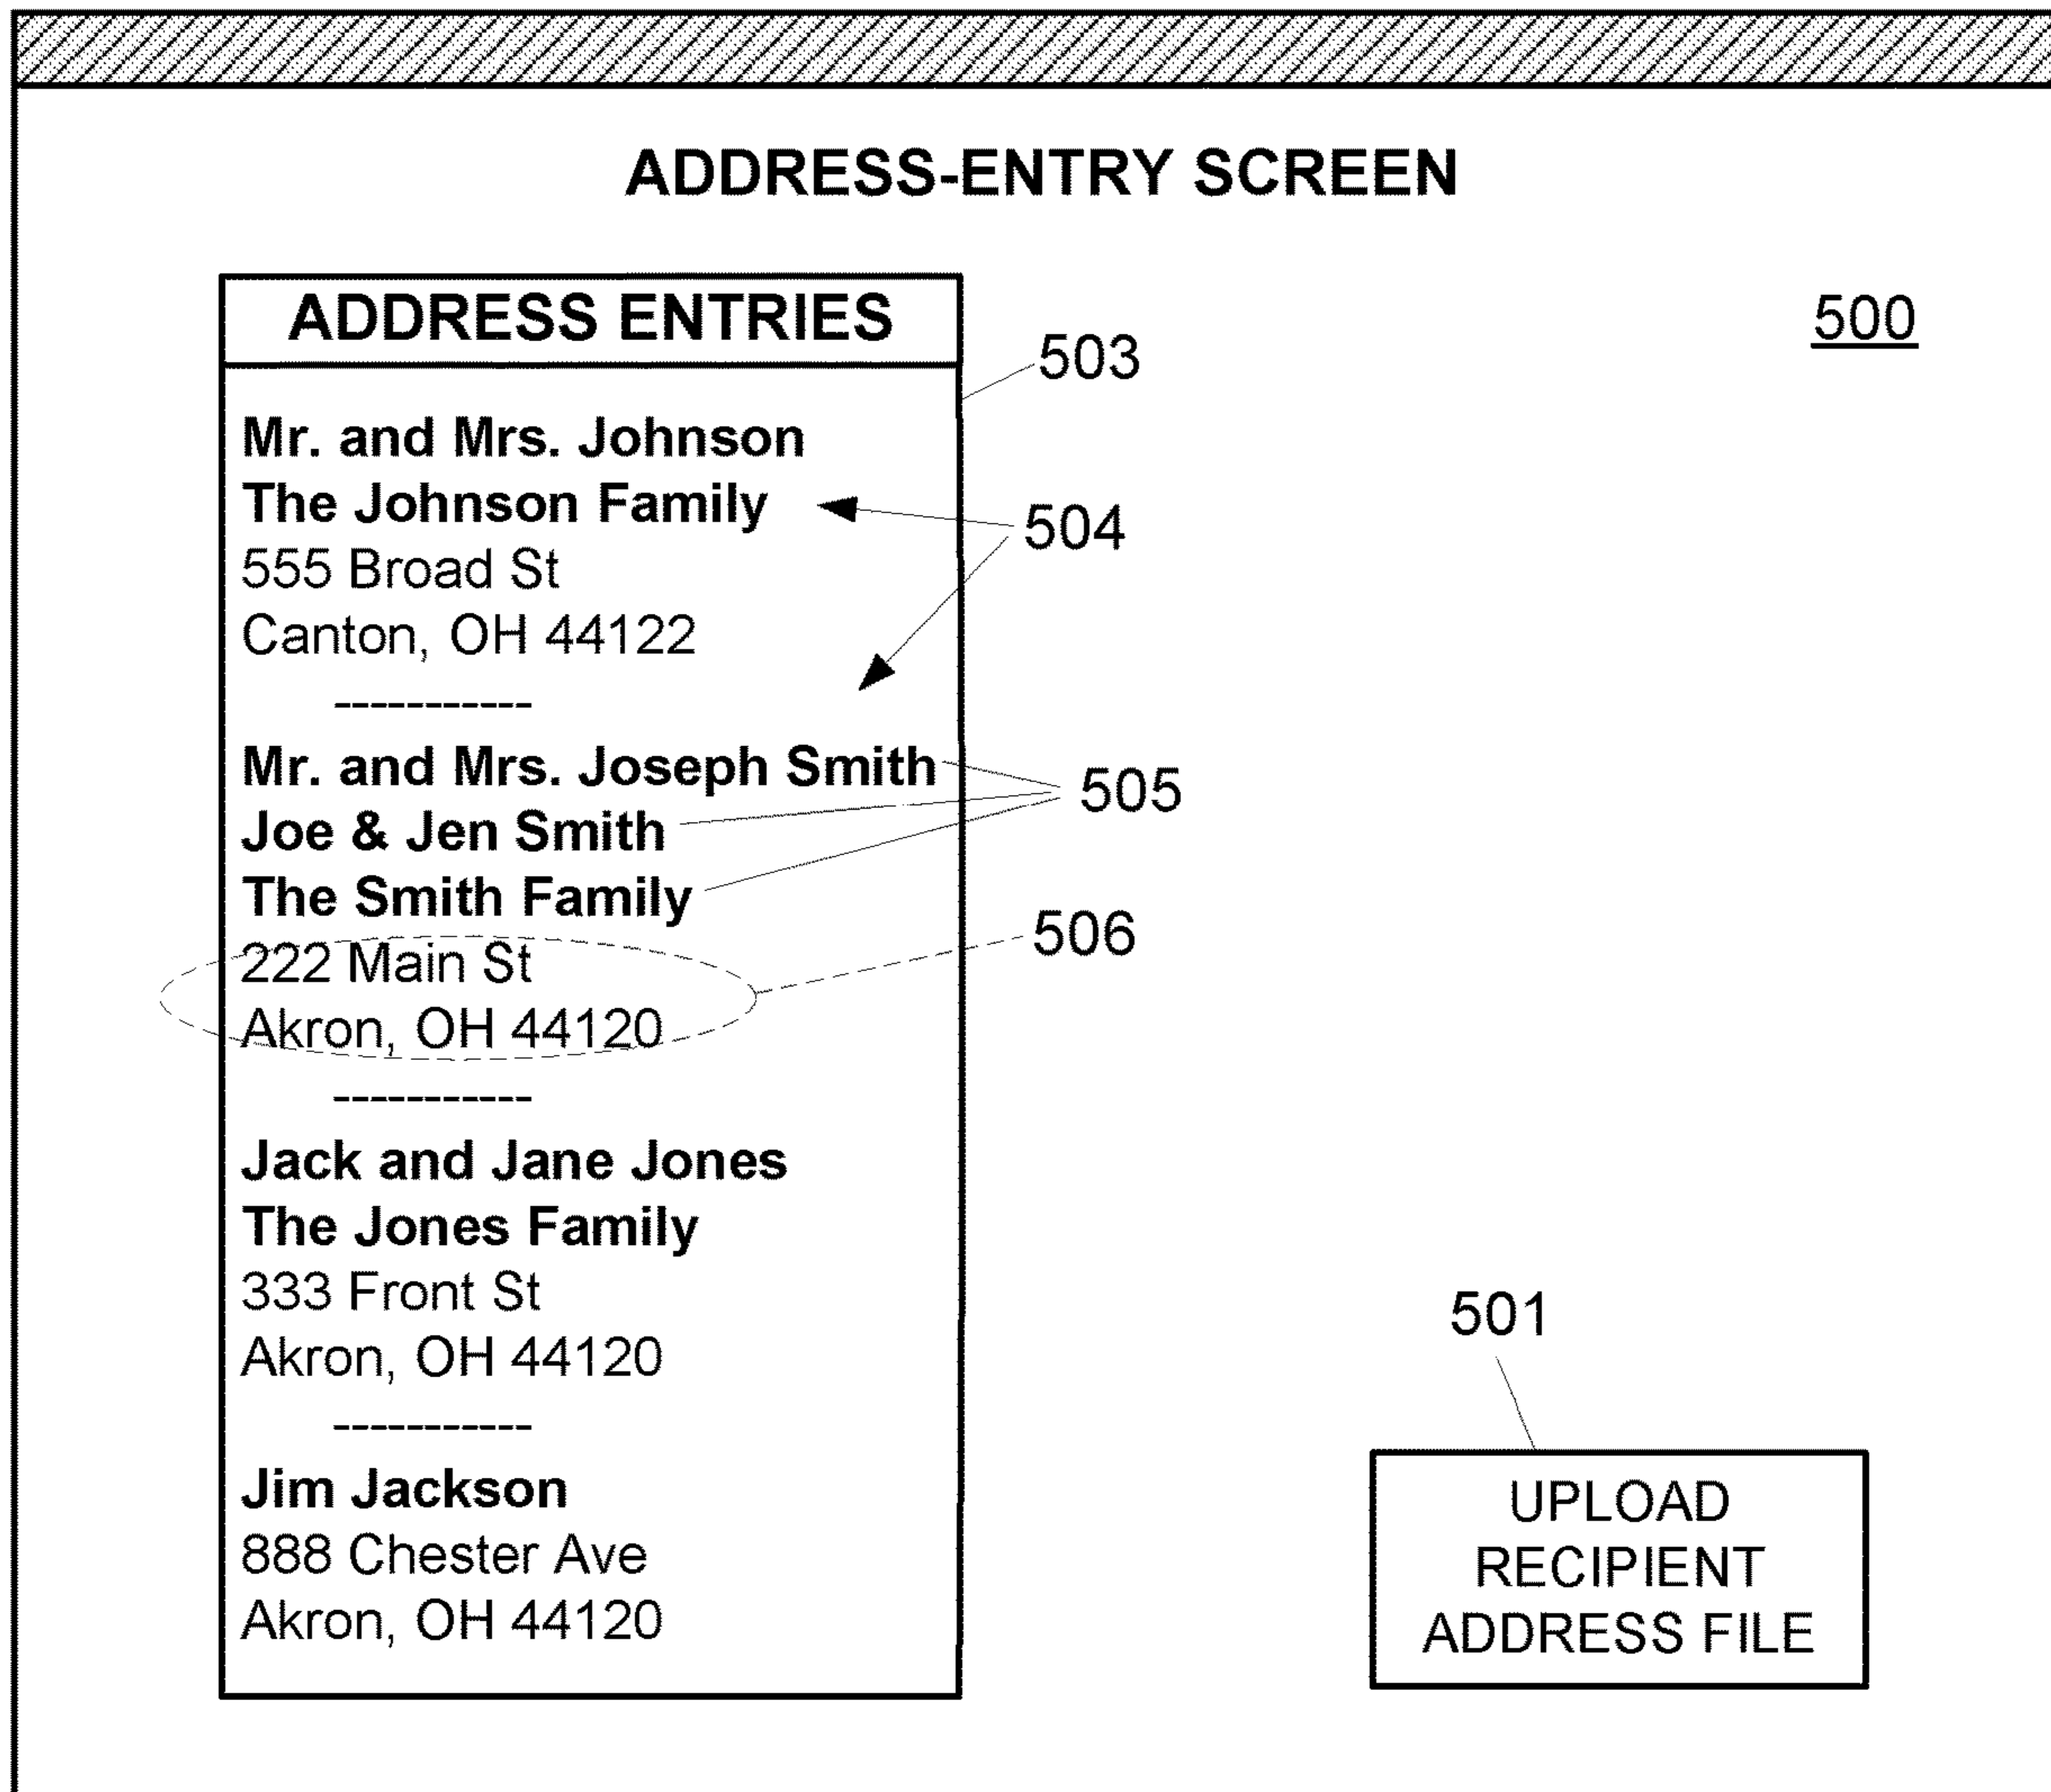 ADDRESS-ENTRY SCREEN
500
ADDRESS ENTRIES
503
Mr. and Mrs. Johnson
The Johnson Family
504
555 Broad St
Canton, OH 44122
-----------
Mr. and Mrs. Joseph Smith
505
Joe & Jen Smith
The Smith Family
506
222 Main St
Akron, OH 44120
-----------
Jack and Jane Jones
The Jones Family
333 Front St
Akron, OH 44120
-----------
Jim Jackson
888 Chester Ave
Akron, OH 44120
501
UPLOAD
RECIPIENT
ADDRESS FILE